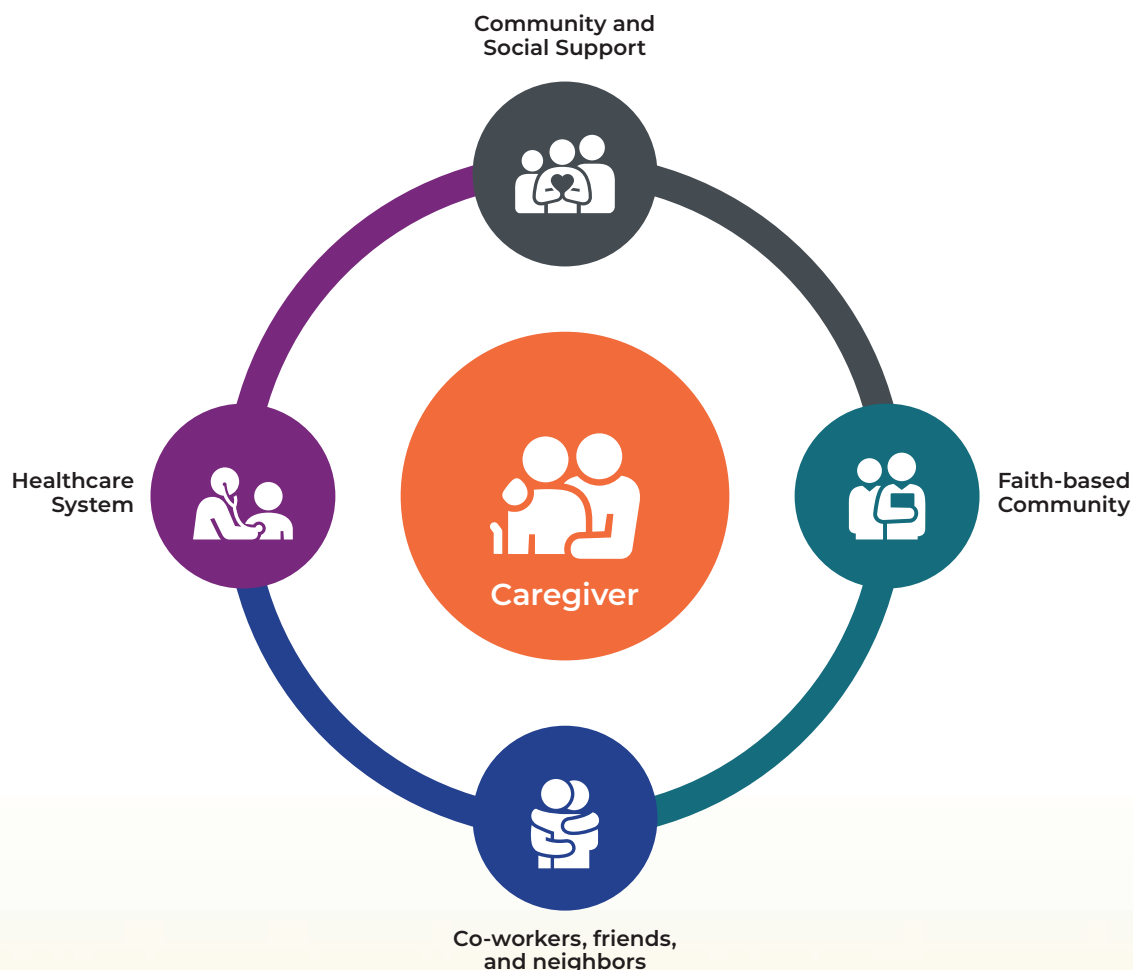 Community and
Social Support
Healthcare
System
Caregiver
Faith-based
Community
Co-workers, friends,
and neighbors